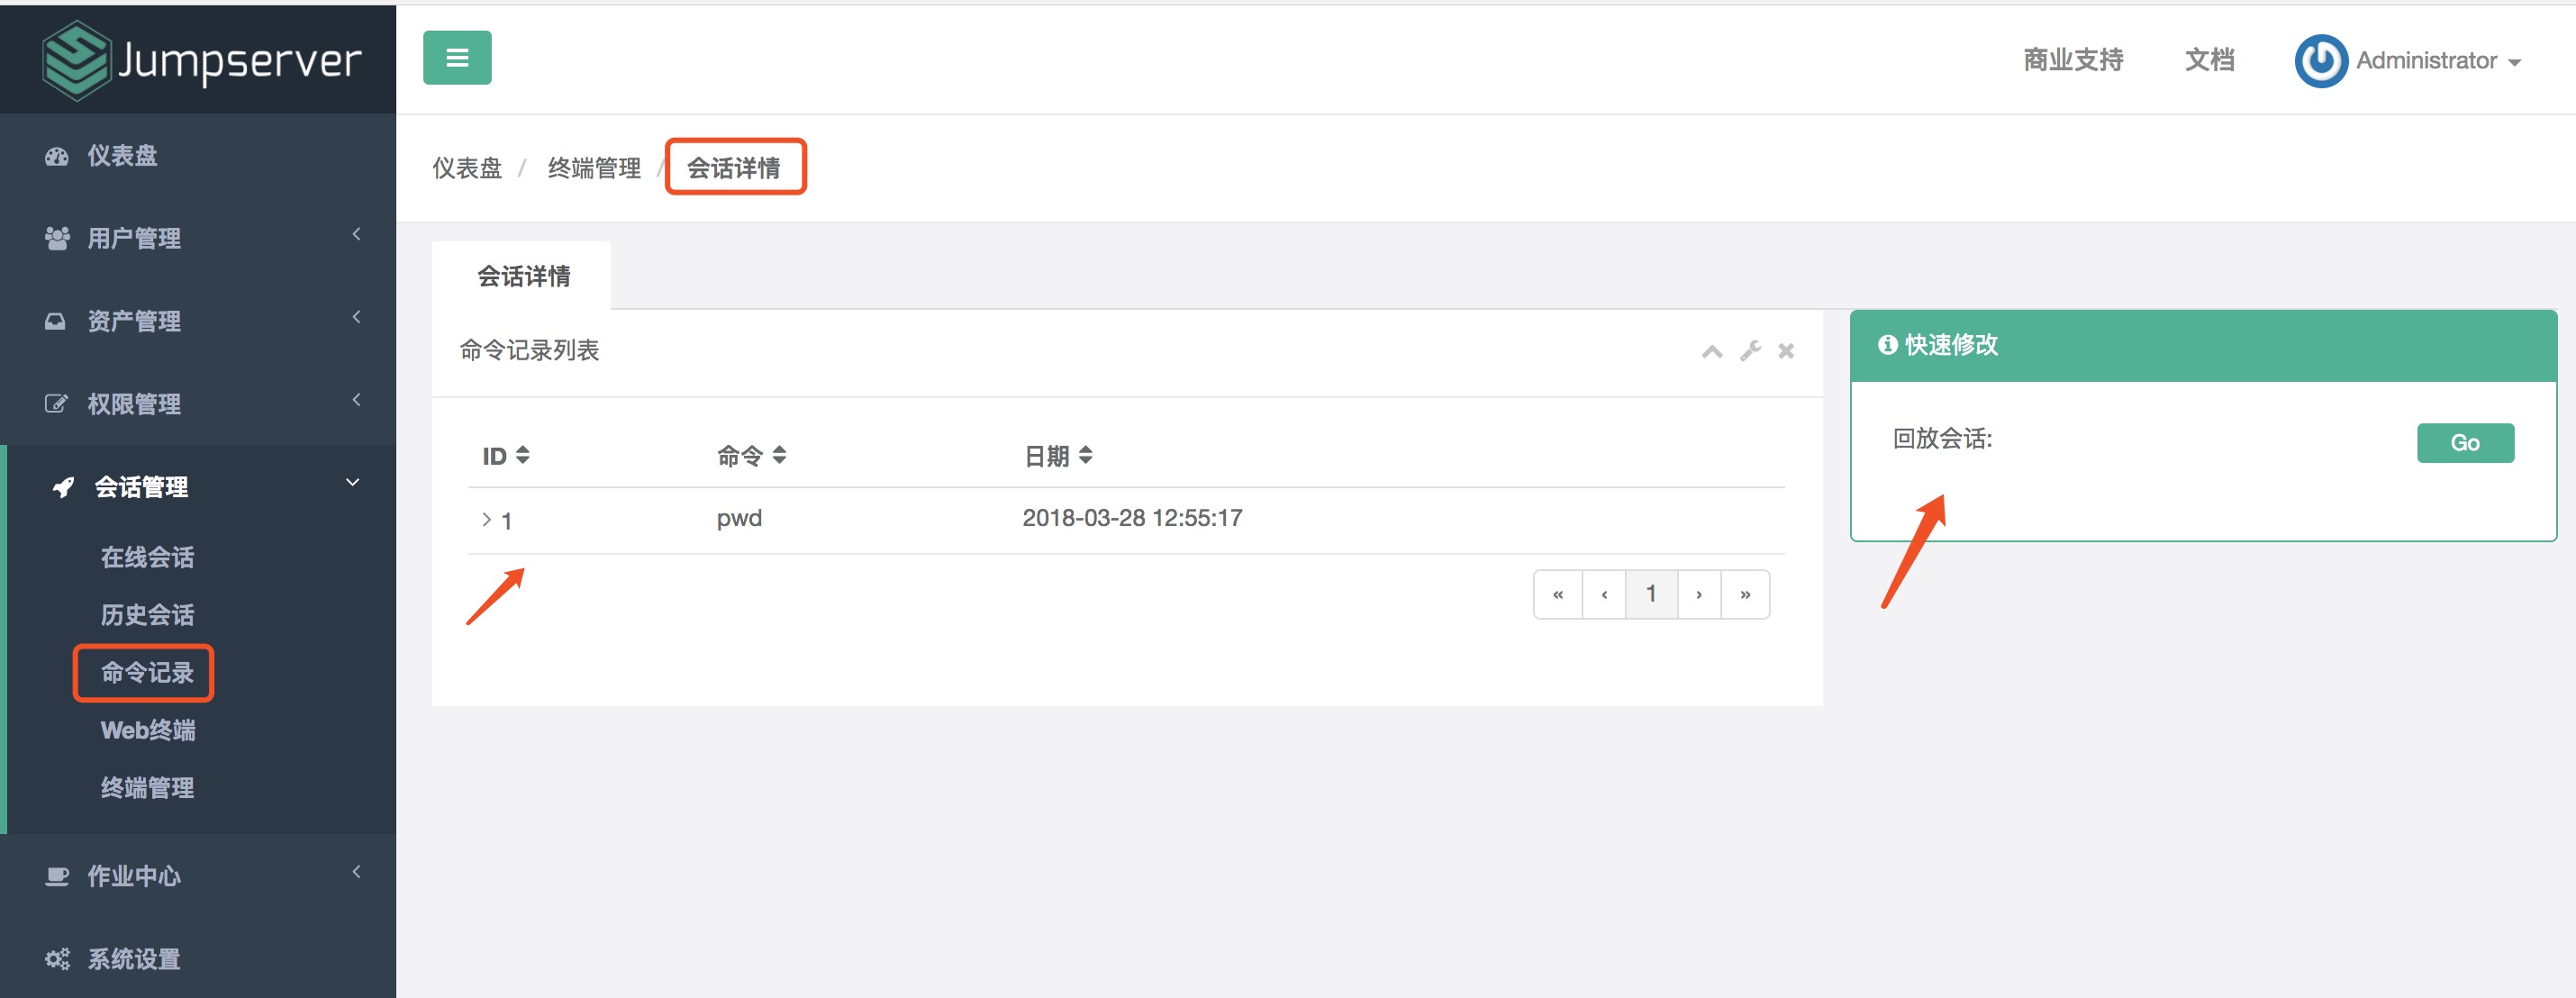 Jumpserver
商业支持
文档
Administrator
仪表盘
用户管理
资产管理
权限管理
会话管理
在线会话
历史会话
命令记录
Web终端
终端管理
作业中心
系统设置
仪表盘 / 终端管理 / 会话详情
会话详情
命令记录列表
ID 命令 日期
1 pwd 2018-03-28 12:55:17
« ‹ 1 › »
快速修改
回放会话: Go